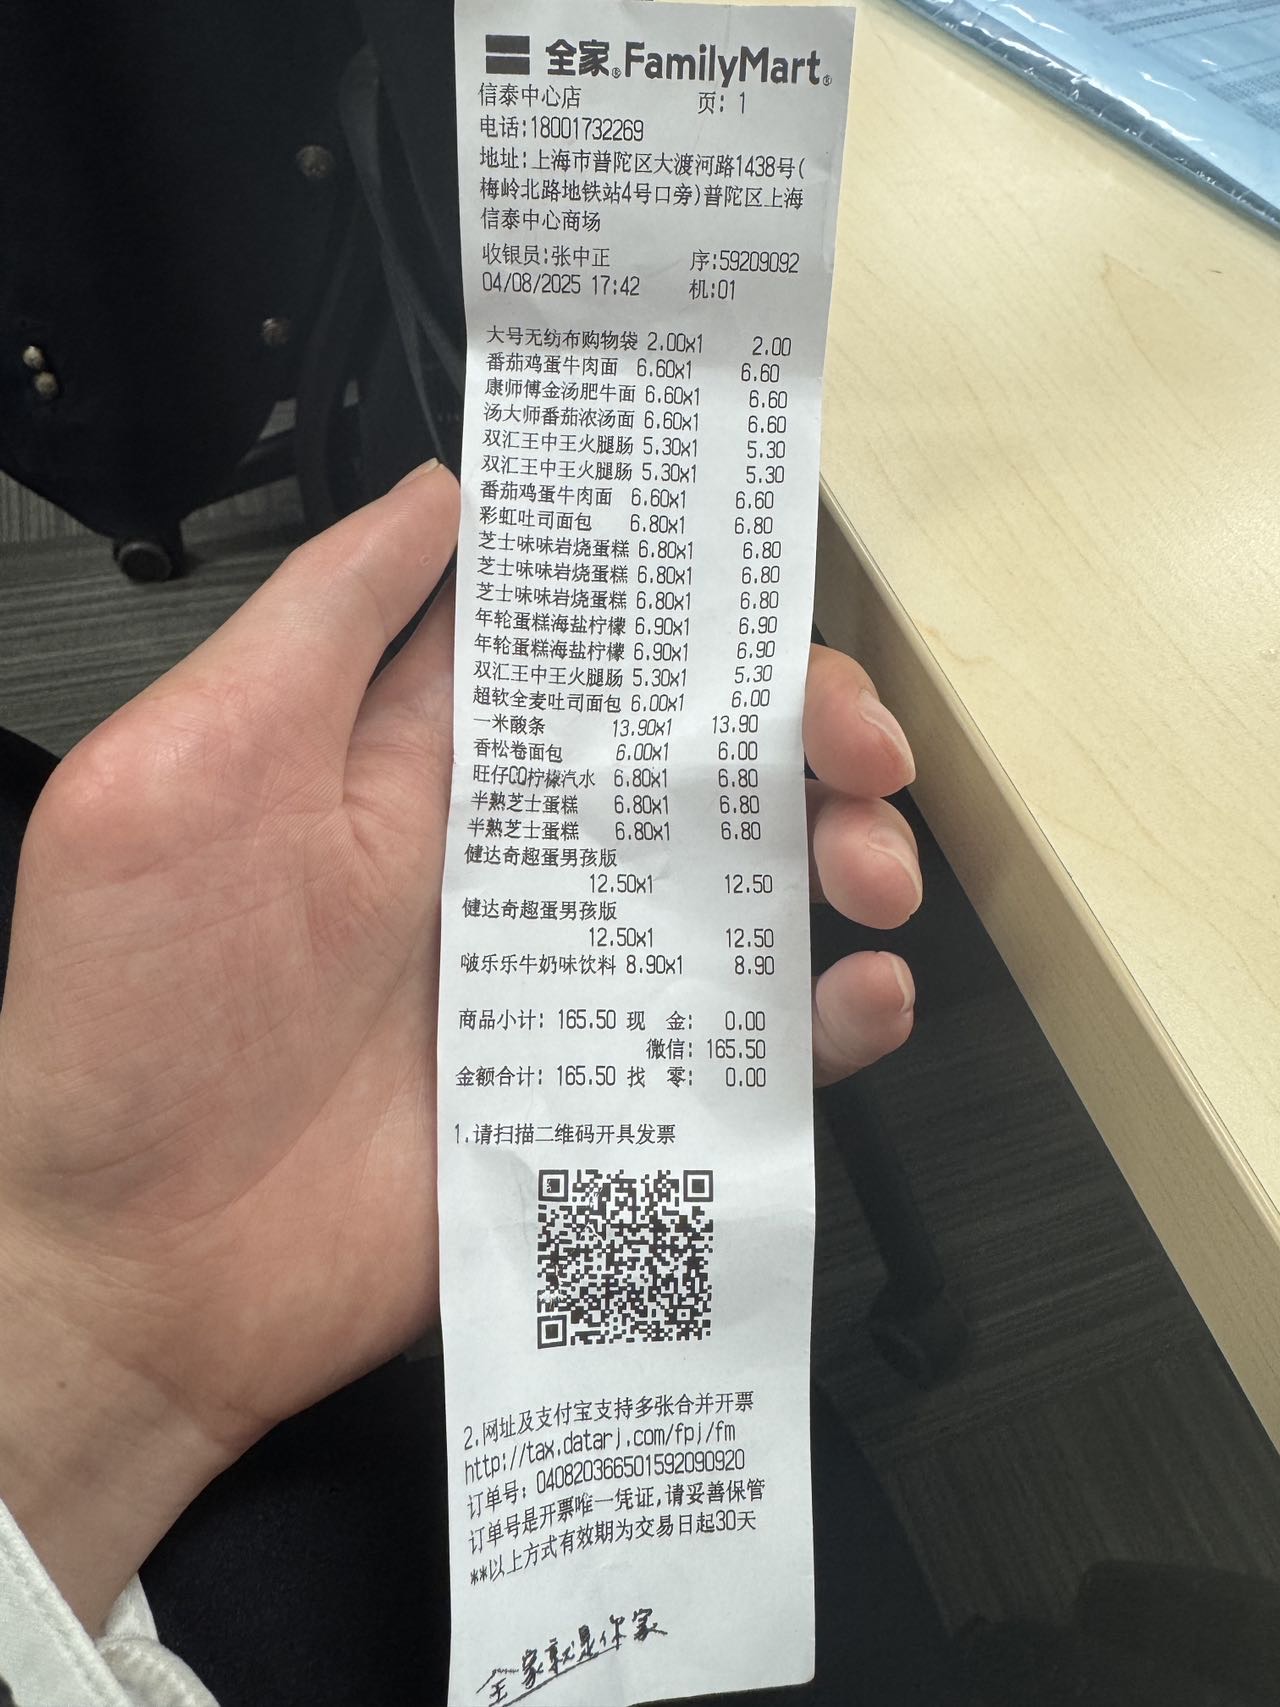 全家®FamilyMart®
信泰中心店 页: 1
电话:18001732269
地址:上海市普陀区大渡河路1438号(
梅岭北路地铁站4号口旁)普陀区上海
信泰中心商场
收银员:张中正 序:59209092
04/08/2025 17:42 机:01
大号无纺布购物袋 2.00x1 2.00
番茄鸡蛋牛肉面 6.60x1 6.60
康师傅金汤肥牛面 6.60x1 6.60
汤大师番茄浓汤面 6.60x1 6.60
双汇王中王火腿肠 5.30x1 5.30
双汇王中王火腿肠 5.30x1 5.30
番茄鸡蛋牛肉面 6.60x1 6.60
彩虹吐司面包 6.80x1 6.80
芝士味味岩烧蛋糕 6.80x1 6.80
芝士味味岩烧蛋糕 6.80x1 6.80
芝士味味岩烧蛋糕 6.80x1 6.80
年轮蛋糕海盐柠檬 6.90x1 6.90
年轮蛋糕海盐柠檬 6.90x1 6.90
双汇王中王火腿肠 5.30x1 5.30
超软全麦吐司面包 6.00x1 6.00
一米酸条 13.90x1 13.90
香松卷面包 6.00x1 6.00
旺仔QQ柠檬汽水 6.80x1 6.80
半熟芝士蛋糕 6.80x1 6.80
半熟芝士蛋糕 6.80x1 6.80
健达奇趣蛋男孩版
12.50x1 12.50
健达奇趣蛋男孩版
12.50x1 12.50
啵乐乐牛奶味饮料 8.90x1 8.90
商品小计: 165.50 现 金: 0.00
微信: 165.50
金额合计: 165.50 找 零: 0.00
1.请扫描二维码开具发票
2.网址及支付宝支持多张合并开票
http://tax.datarj.com/fpj/fm
订单号: 040820366501592090920
订单号是开票唯一凭证,请妥善保管
**以上方式有效期为交易日起30天
全家就是你家